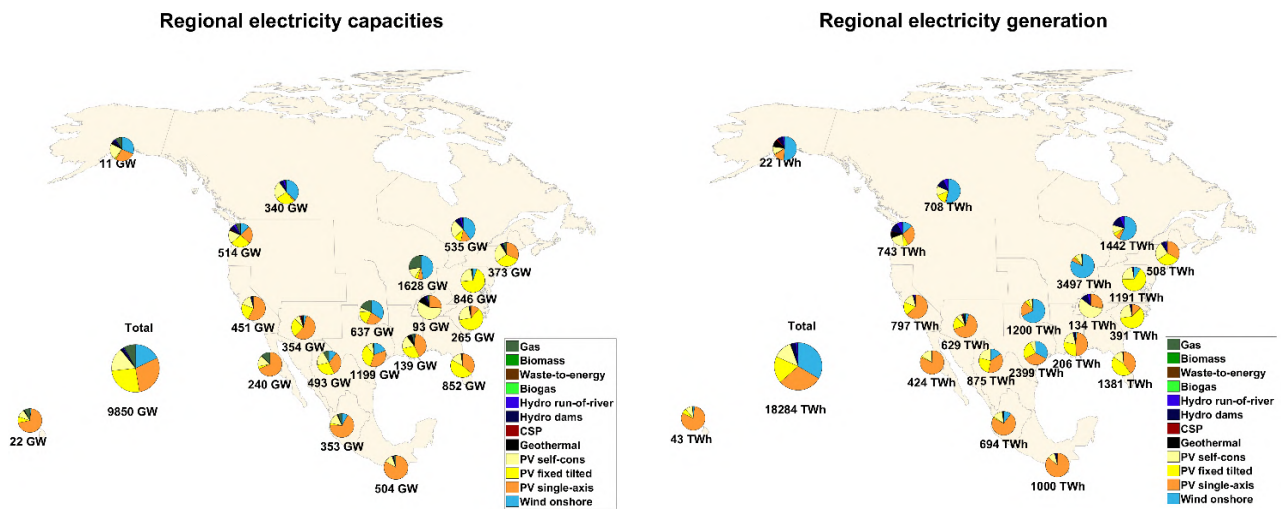 Regional electricity capacities
11 GW
340 GW
514 GW
535 GW
373 GW
1628 GW
846 GW
451 GW
637 GW
93 GW
265 GW
354 GW
139 GW
240 GW
493 GW
1199 GW
852 GW
Total
9850 GW
22 GW
353 GW
504 GW
Gas
Biomass
Waste-to-energy
Biogas
Hydro run-of-river
Hydro dams
CSP
Geothermal
PV self-cons
PV fixed tilted
PV single-axis
Wind onshore
Regional electricity generation
22 TWh
708 TWh
743 TWh
1442 TWh
508 TWh
3497 TWh
1191 TWh
797 TWh
1200 TWh
134 TWh
391 TWh
629 TWh
206 TWh
424 TWh
875 TWh
2399 TWh
1381 TWh
Total
18284 TWh
43 TWh
694 TWh
1000 TWh
Gas
Biomass
Waste-to-energy
Biogas
Hydro run-of-river
Hydro dams
CSP
Geothermal
PV self-cons
PV fixed tilted
PV single-axis
Wind onshore